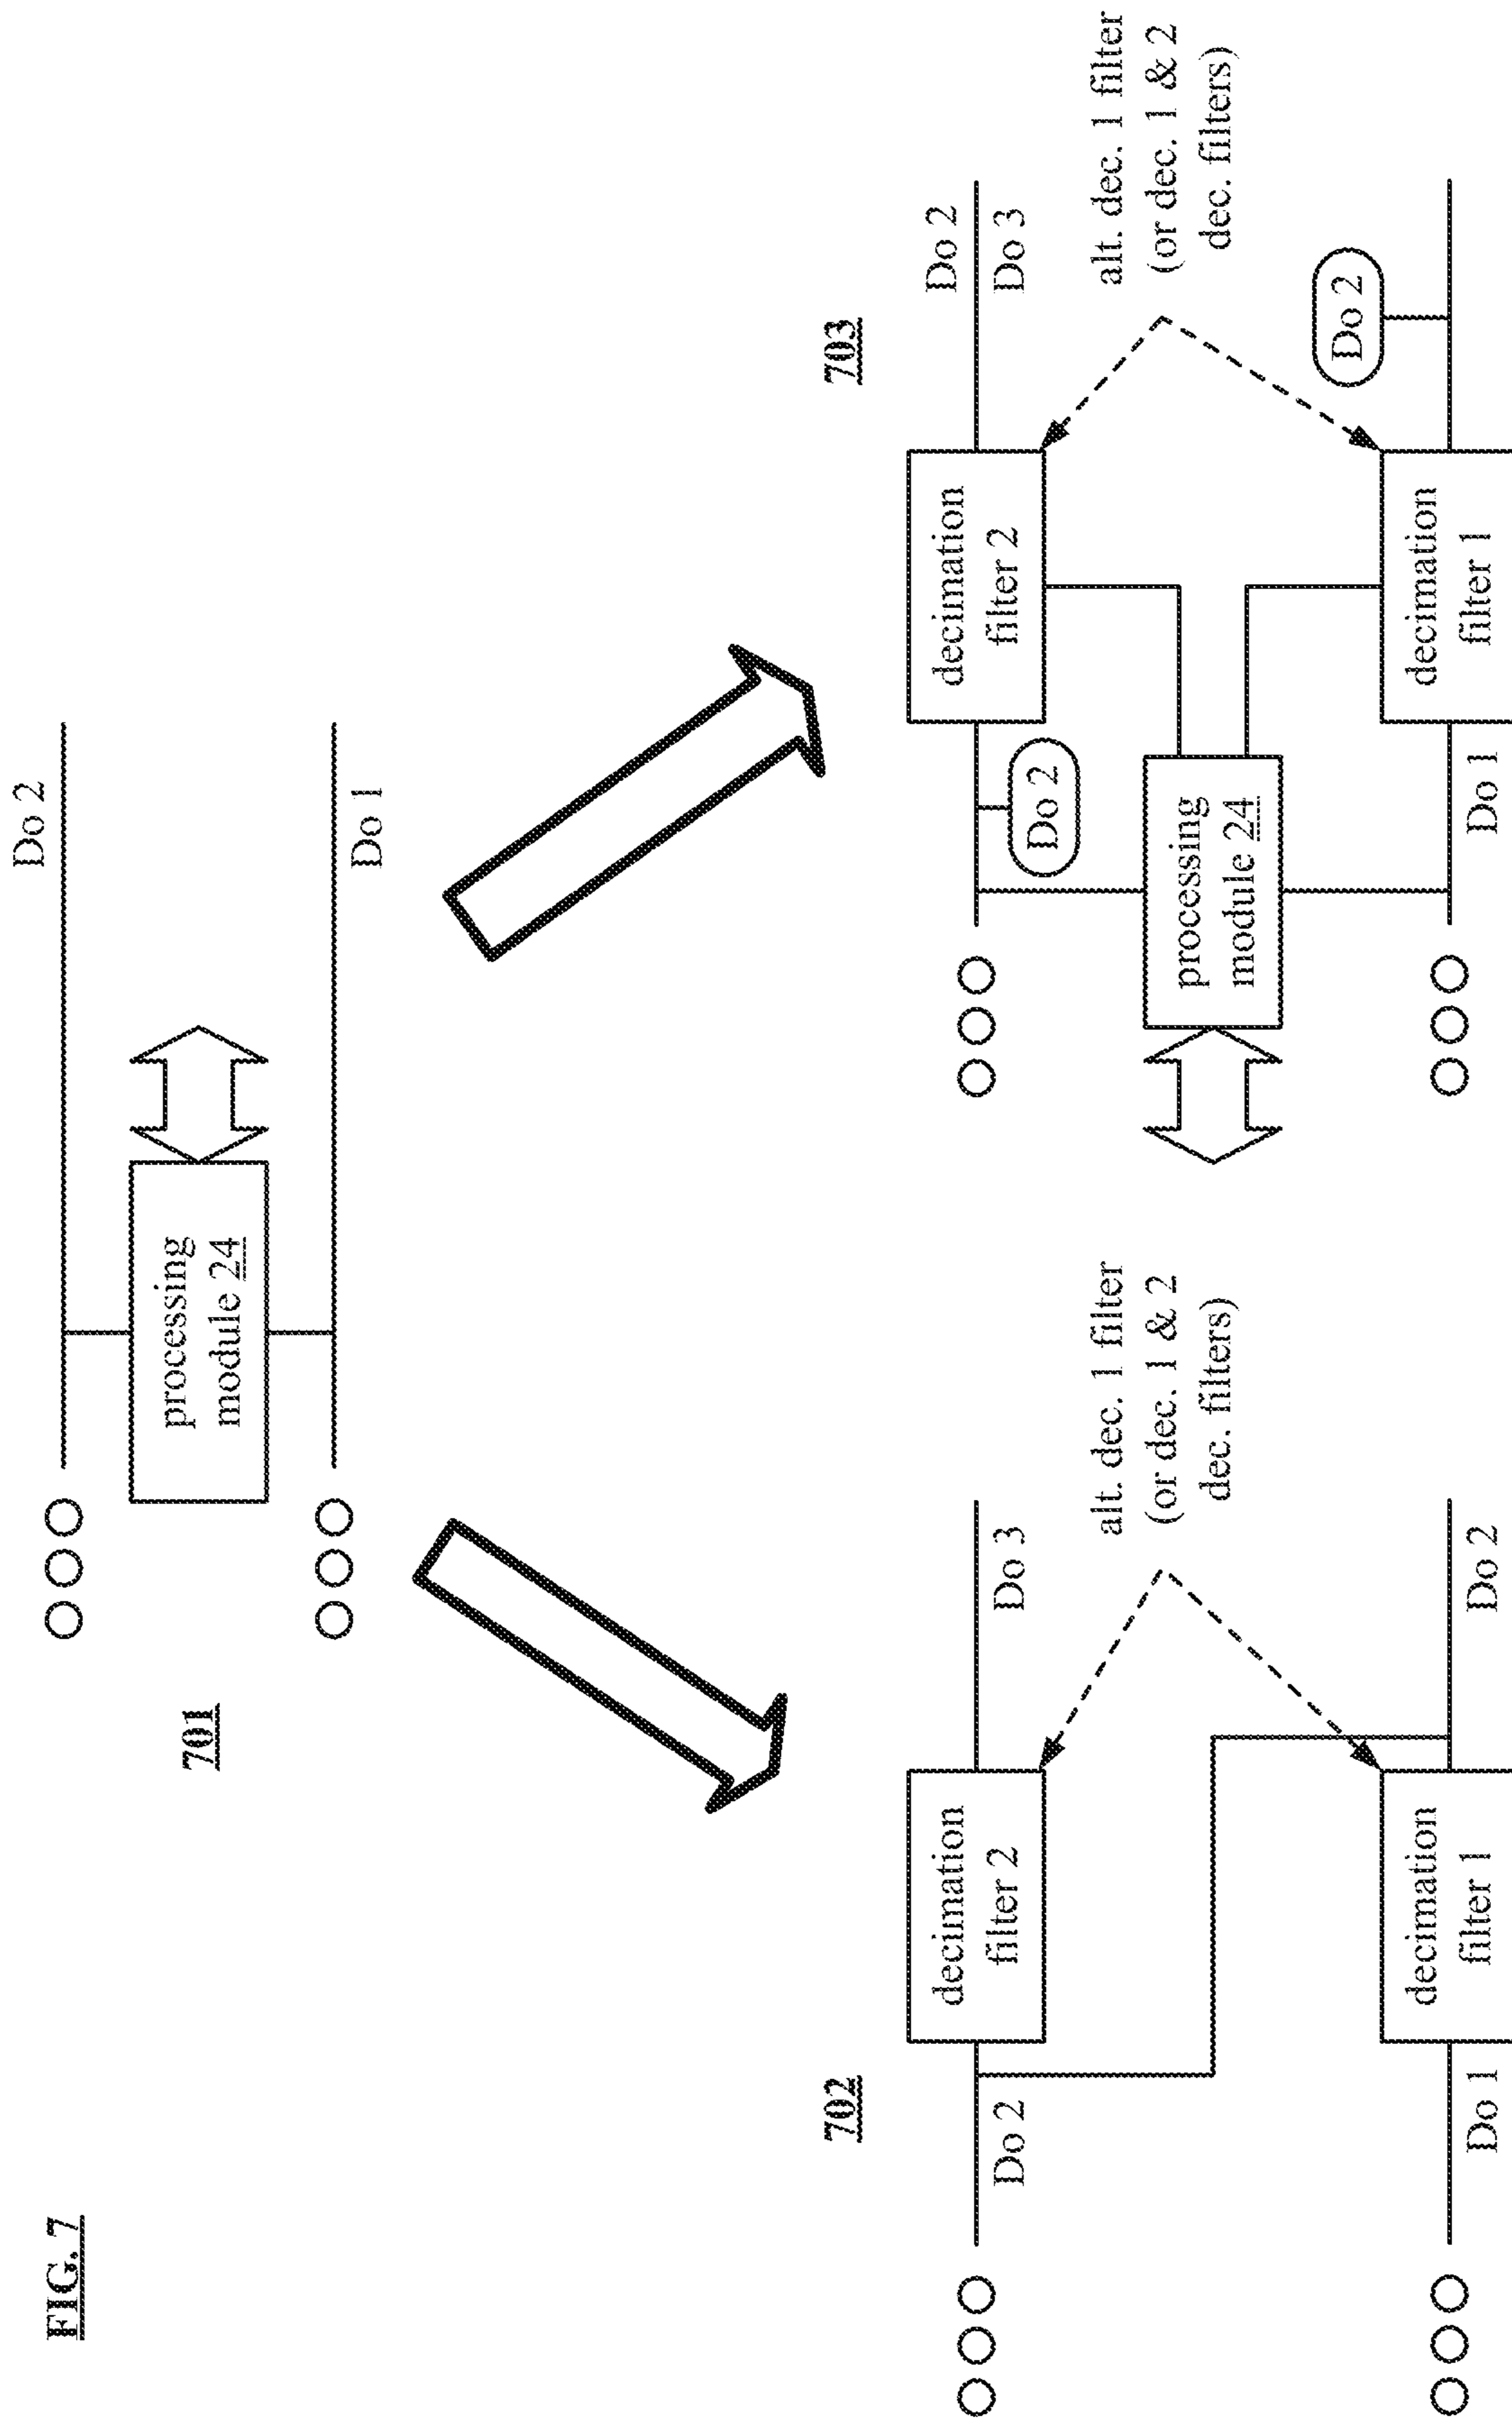 FIG. 7
701
Do 2
processing
module 24
Do 1
702
Do 2
decimation
filter 2
Do 3
alt. dec. 1 filter
(or dec. 1 & 2
dec. filters)
Do 1
decimation
filter 1
Do 2
703
Do 2
decimation
filter 2
Do 2
Do 3
alt. dec. 1 filter
(or dec. 1 & 2
dec. filters)
processing
module 24
Do 2
Do 1
decimation
filter 1